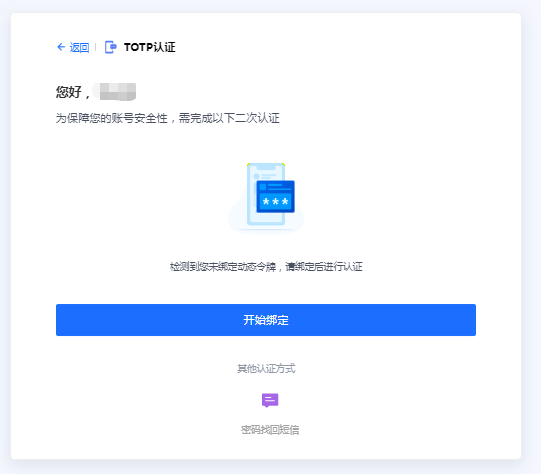 返回 TOTP认证
您好，
为保障您的账号安全性，需完成以下二次认证
***
检测到您未绑定动态令牌，请绑定后进行认证
开始绑定
其他认证方式
密码找回短信